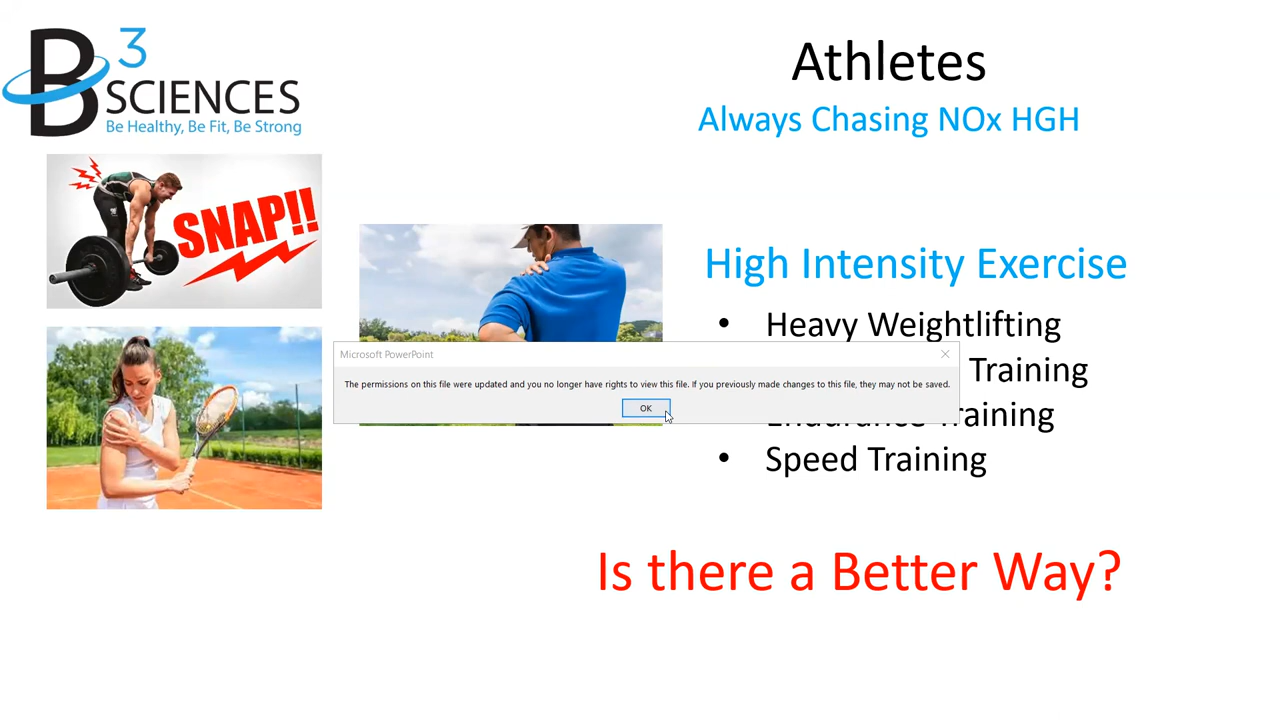 B3 SCIENCES
Be Healthy, Be Fit, Be Strong
Athletes
Always Chasing NOx HGH
SNAP!!
High Intensity Exercise
• Heavy Weightlifting
Training
Endurance Training
• Speed Training
Microsoft PowerPoint
The permissions on this file were updated and you no longer have rights to view this file. If you previously made changes to this file, they may not be saved.
OK
Is there a Better Way?